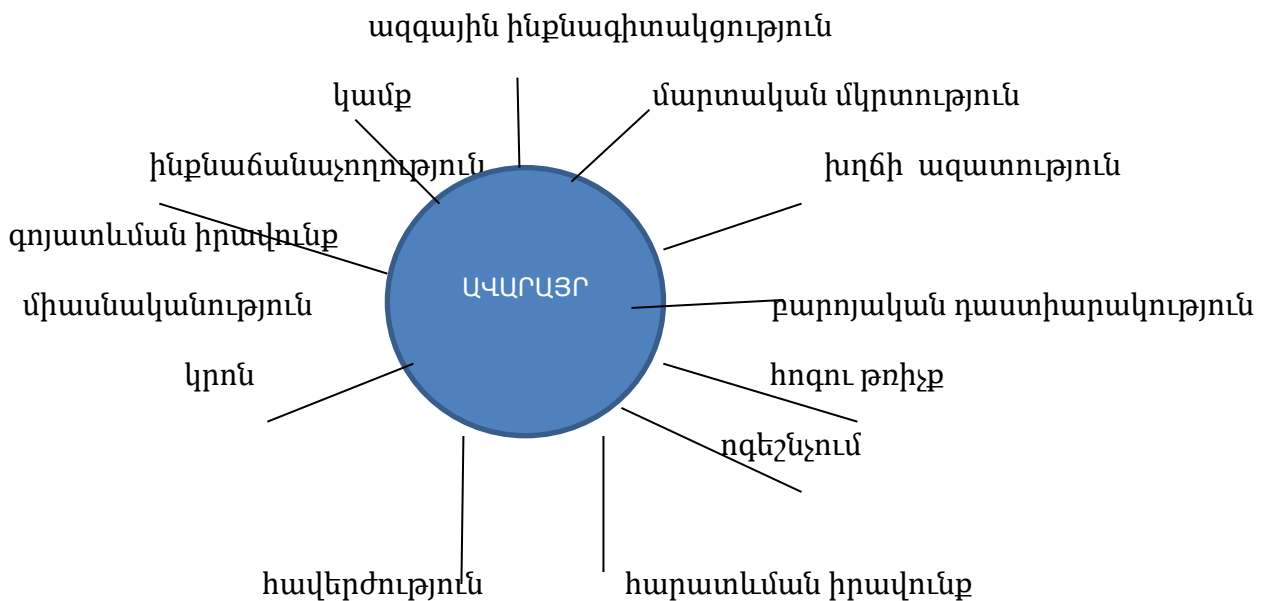 ազգային ինքնագիտակցություն
կամք մարտական մկրտություն
ինքնաճանաչողություն խղճի ազատություն
գոյատևման իրավունք
ԱՎԱՐԱՅՐ
միասնականություն բարոյական դաստիարակություն
կրոն հոգու թռիչք
ոգեշնչում
հավերժություն հարատևման իրավունք